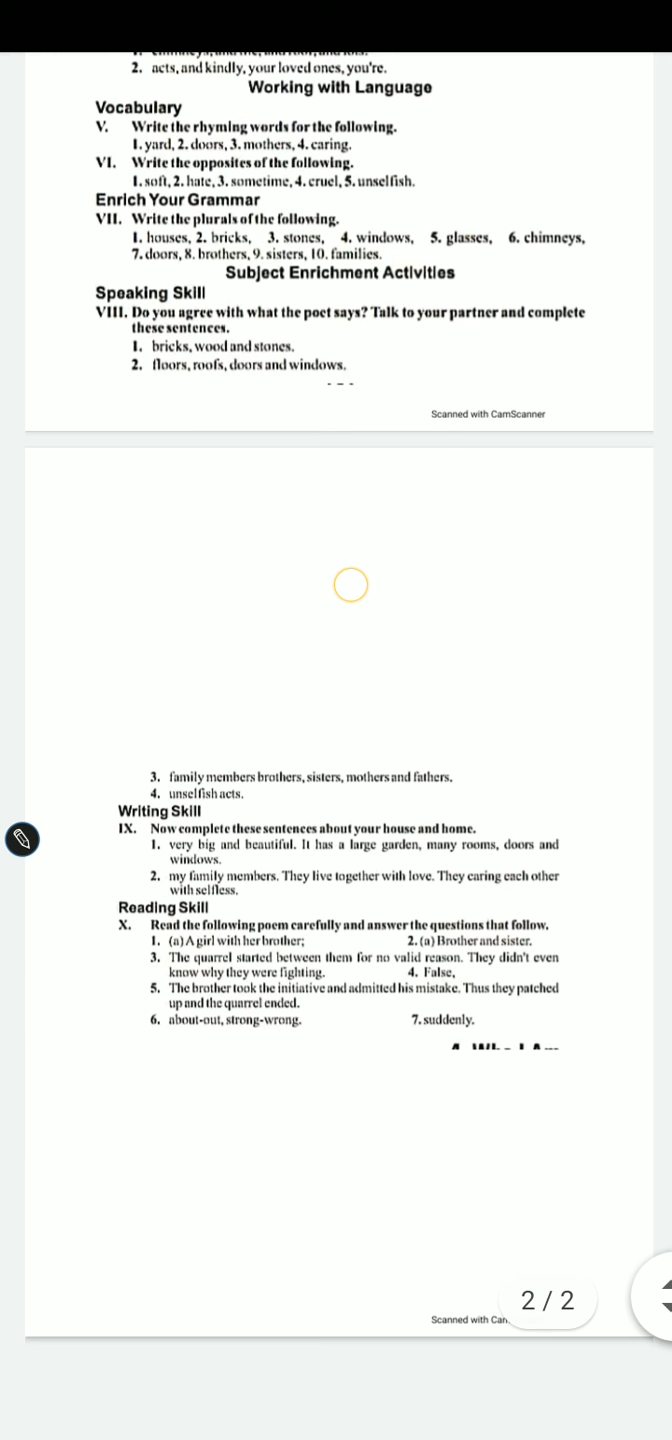 2. acts, and kindly, your loved ones, you're.
Working with Language
Vocabulary
V. Write the rhyming words for the following.
1. yard, 2. doors, 3. mothers, 4. caring.
VI. Write the opposites of the following.
1. soft, 2. hate, 3. sometime, 4. cruel, 5. unselfish.
Enrich Your Grammar
VII. Write the plurals of the following.
1. houses, 2. bricks, 3. stones, 4. windows, 5. glasses, 6. chimneys,
7. doors, 8. brothers, 9. sisters, 10. families.
Subject Enrichment Activities
Speaking Skill
VIII. Do you agree with what the poet says? Talk to your partner and complete
these sentences.
1. bricks, wood and stones.
2. floors, roofs, doors and windows.
Scanned with CamScanner
3. family members brothers, sisters, mothers and fathers.
4. unselfish acts.
Writing Skill
IX. Now complete these sentences about your house and home.
1. very big and beautiful. It has a large garden, many rooms, doors and
windows.
2. my family members. They live together with love. They caring each other
with selfless.
Reading Skill
X. Read the following poem carefully and answer the questions that follow.
1. (a) A girl with her brother; 2. (a) Brother and sister.
3. The quarrel started between them for no valid reason. They didn't even
know why they were fighting. 4. False,
5. The brother took the initiative and admitted his mistake. Thus they patched
up and the quarrel ended.
6. about-out, strong-wrong. 7. suddenly.
2 / 2
Scanned with